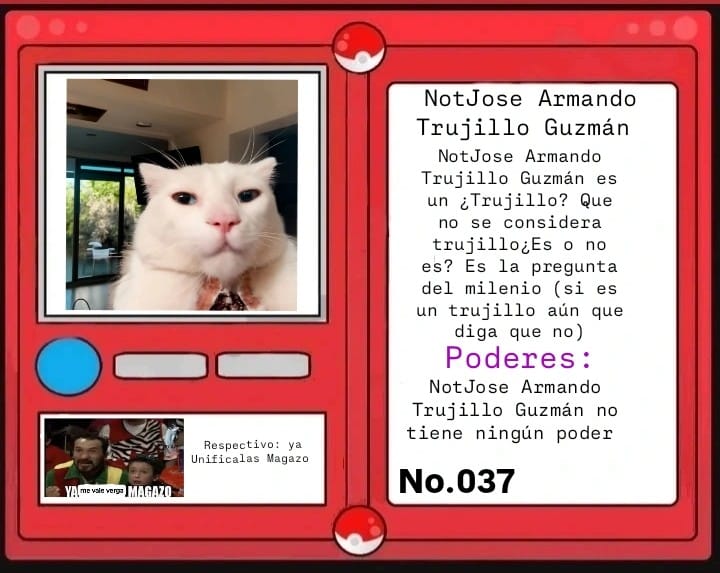 NotJose Armando
Trujillo Guzmán
NotJose Armando
Trujillo Guzmán es
un ¿Trujillo? Que
no se considera
trujillo¿Es o no
es? Es la pregunta
del milenio (si es
un trujillo aún que
diga que no)
Poderes:
NotJose Armando
Trujillo Guzmán no
tiene ningún poder
No.037
Respectivo: ya
Unificalas Magazo
YA me vale verga MAGAZO